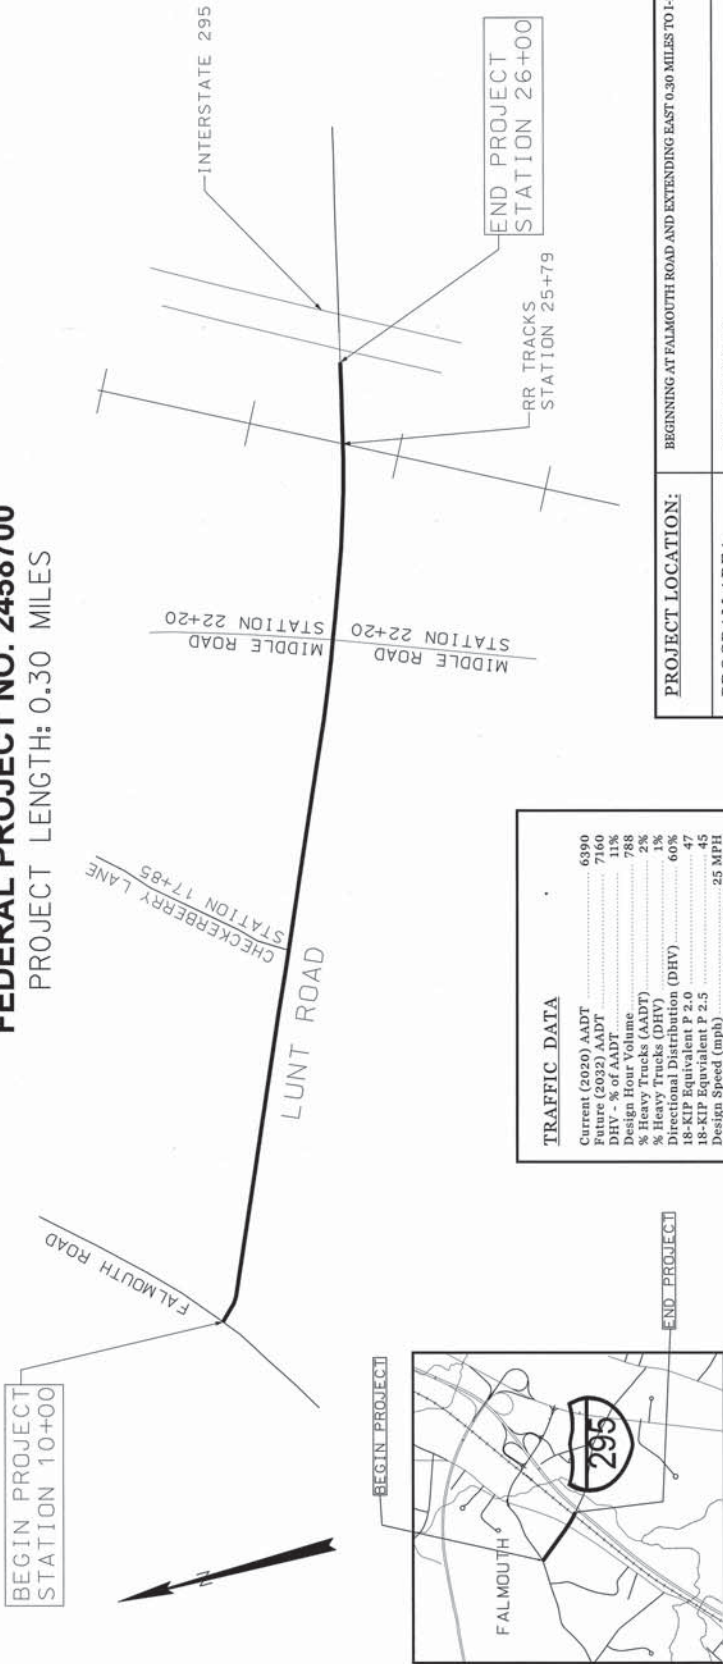 FEDERAL PROJECT NO. 2458700
PROJECT LENGTH: 0.30 MILES
BEGIN PROJECT
STATION 10+00
FALMOUTH ROAD
LUNT ROAD
CHECKERBERRY LANE
STATION 17+85
MIDDLE ROAD
STATION 22+20
MIDDLE ROAD
STATION 22+20
INTERSTATE 295
END PROJECT
STATION 26+00
RR TRACKS
STATION 25+79
N
BEGIN PROJECT
FALMOUTH
295
END PROJECT
TRAFFIC DATA
Current (2020) AADT 6390
Future (2032) AADT 7160
DHV - % of AADT 11%
Design Hour Volume 788
% Heavy Trucks (AADT) 2%
% Heavy Trucks (DHV) 1%
Directional Distribution (DHV) 60%
18-KIP Equivalent P 2.0 47
18-KIP Equvialent P 2.5 45
Design Speed (mph) 25 MPH
PROJECT LOCATION:
BEGINNING AT FALMOUTH ROAD AND EXTENDING EAST 0.30 MILES TO I-